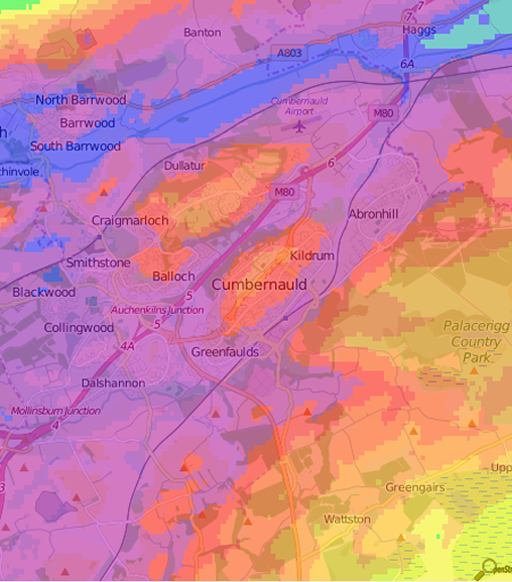 7
7
Haggs
Banton
A803
6A
North Barrwood
Cumbernauld
Airport
M80
Barrwood
h
South Barrwood
6
Dullatur
M80
Craigmarloch
Abronhill
Kildrum
Smithstone
Balloch
Cumbernauld
Blackwood
5
Auchenkilns Junction
5
Collingwood
Palacerigg
Country
Park
4A
Greenfaulds
Dalshannon
Mollinsburn Junction
4
Upp
3
Greengairs
Wattston